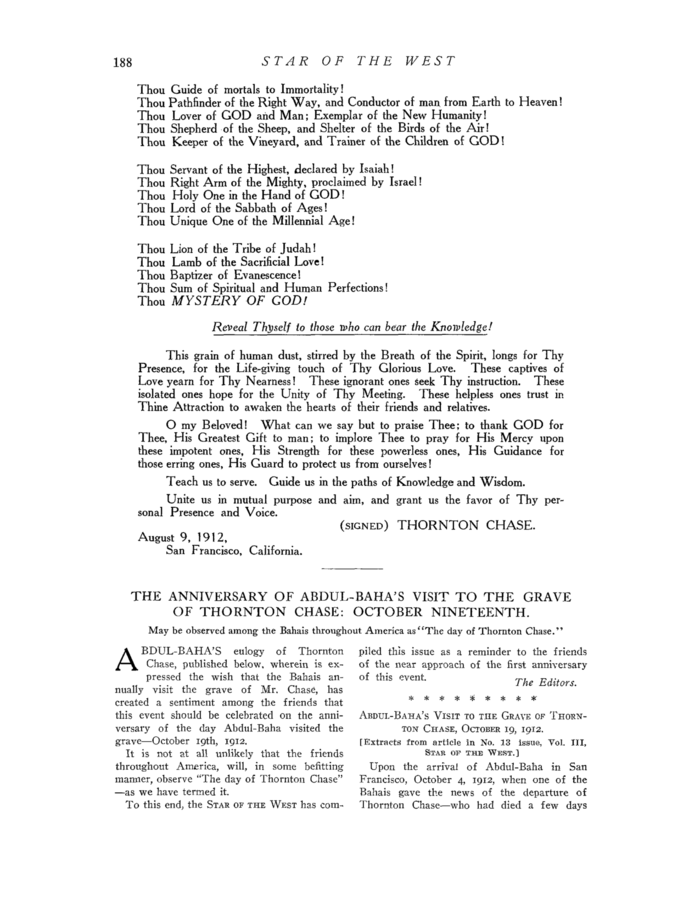 188
STAR OF THE WEST
Thou Guide of mortals to Immortality!
Thou Pathfinder of the Right Way, and Conductor of man from Earth to Heaven!
Thou Lover of GOD and Man; Exemplar of the New Humanity!
Thou Shepherd of the Sheep, and Shelter of the Birds of the Air!
Thou Keeper of the Vineyard, and Trainer of the Children of GOD!
Thou Servant of the Highest, declared by Isaiah!
Thou Right Arm of the Mighty, proclaimed by Israel!
Thou Holy One in the Hand of GOD!
Thou Lord of the Sabbath of Ages!
Thou Unique One of the Millennial Age!
Thou Lion of the Tribe of Judah!
Thou Lamb of the Sacrificial Love!
Thou Baptizer of Evanescence!
Thou Sum of Spiritual and Human Perfections!
Thou MYSTERY OF GOD!
Reveal Thyself to those who can bear the Knowledge!
This grain of human dust, stirred by the Breath of the Spirit, longs for Thy
Presence, for the Life-giving touch of Thy Glorious Love. These captives of
Love yearn for Thy Nearness! These ignorant ones seek Thy instruction. These
isolated ones hope for the Unity of Thy Meeting. These helpless ones trust in
Thine Attraction to awaken the hearts of their friends and relatives.
O my Beloved! What can we say but to praise Thee; to thank GOD for
Thee, His Greatest Gift to man; to implore Thee to pray for His Mercy upon
these impotent ones, His Strength for these powerless ones, His Guidance for
those erring ones, His Guard to protect us from ourselves!
Teach us to serve. Guide us in the paths of Knowledge and Wisdom.
Unite us in mutual purpose and aim, and grant us the favor of Thy per-
sonal Presence and Voice.
(SIGNED) THORNTON CHASE.
August 9, 1912,
San Francisco, California.
THE ANNIVERSARY OF ABDUL-BAHA'S VISIT TO THE GRAVE
OF THORNTON CHASE: OCTOBER NINETEENTH.
May be observed among the Bahais throughout America as "The day of Thornton Chase."
ABDUL-BAHA'S eulogy of Thornton
Chase, published below, wherein is ex-
pressed the wish that the Bahais an-
nually visit the grave of Mr. Chase, has
created a sentiment among the friends that
this event should be celebrated on the anni-
versary of the day Abdul-Baha visited the
grave—October 19th, 1912.
It is not at all unlikely that the friends
throughout America, will, in some befitting
manner, observe "The day of Thornton Chase"
—as we have termed it.
To this end, the STAR OF THE WEST has com-
piled this issue as a reminder to the friends
of the near approach of the first anniversary
of this event.
The Editors.
* * * * * * * * *
ABDUL-BAHA'S VISIT TO THE GRAVE OF THORN-
TON CHASE, OCTOBER 19, 1912.
[Extracts from article in No. 13 issue, Vol. III,
STAR OF THE WEST.]
Upon the arrival of Abdul-Baha in San
Francisco, October 4, 1912, when one of the
Bahais gave the news of the departure of
Thornton Chase—who had died a few days